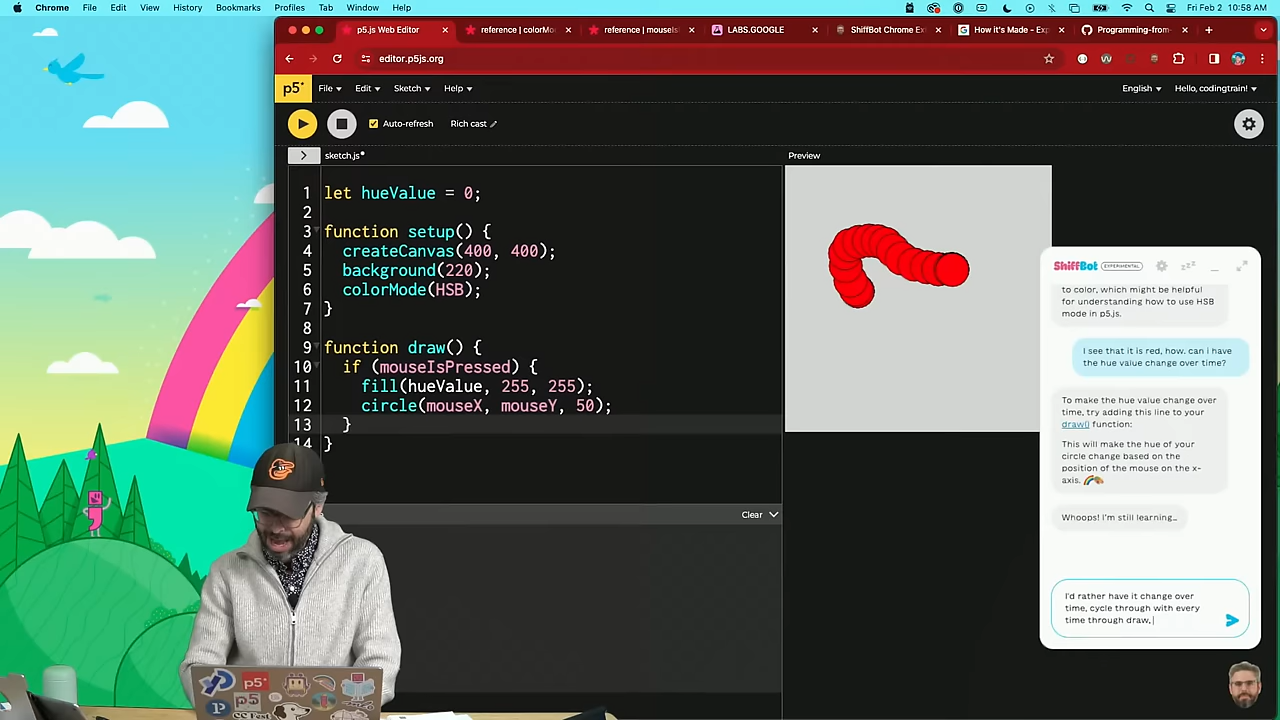 Chrome File Edit View History Bookmarks Profiles Tab Window Help Fri Feb 2 10:58 AM
p5.js Web Editor reference | colorMo reference | mouseIs LABS.GOOGLE ShiffBot Chrome Ex How it's Made - Exp Programming-from-
editor.p5js.org
p5* File Edit Sketch Help English Hello, codingtrain!
Auto-refresh Rich cast
sketch.js* Preview
1 let hueValue = 0;
2
3 function setup() {
4 createCanvas(400, 400);
5 background(220);
6 colorMode(HSB);
7 }
8
9 function draw() {
10 if (mouseIsPressed) {
11 fill(hueValue, 255, 255);
12 circle(mouseX, mouseY, 50);
13 }
14 }
Clear
ShiffBot EXPERIMENTAL
to color, which might be helpful
for understanding how to use HSB
mode in p5.js.
I see that it is red, how. can i have
the hue value change over time?
To make the hue value change over
time, try adding this line to your
draw() function:
This will make the hue of your
circle change based on the
position of the mouse on the x-
axis.
Whoops! I'm still learning...
I'd rather have it change over
time, cycle through with every
time through draw,
p5*
p5
CC Fest